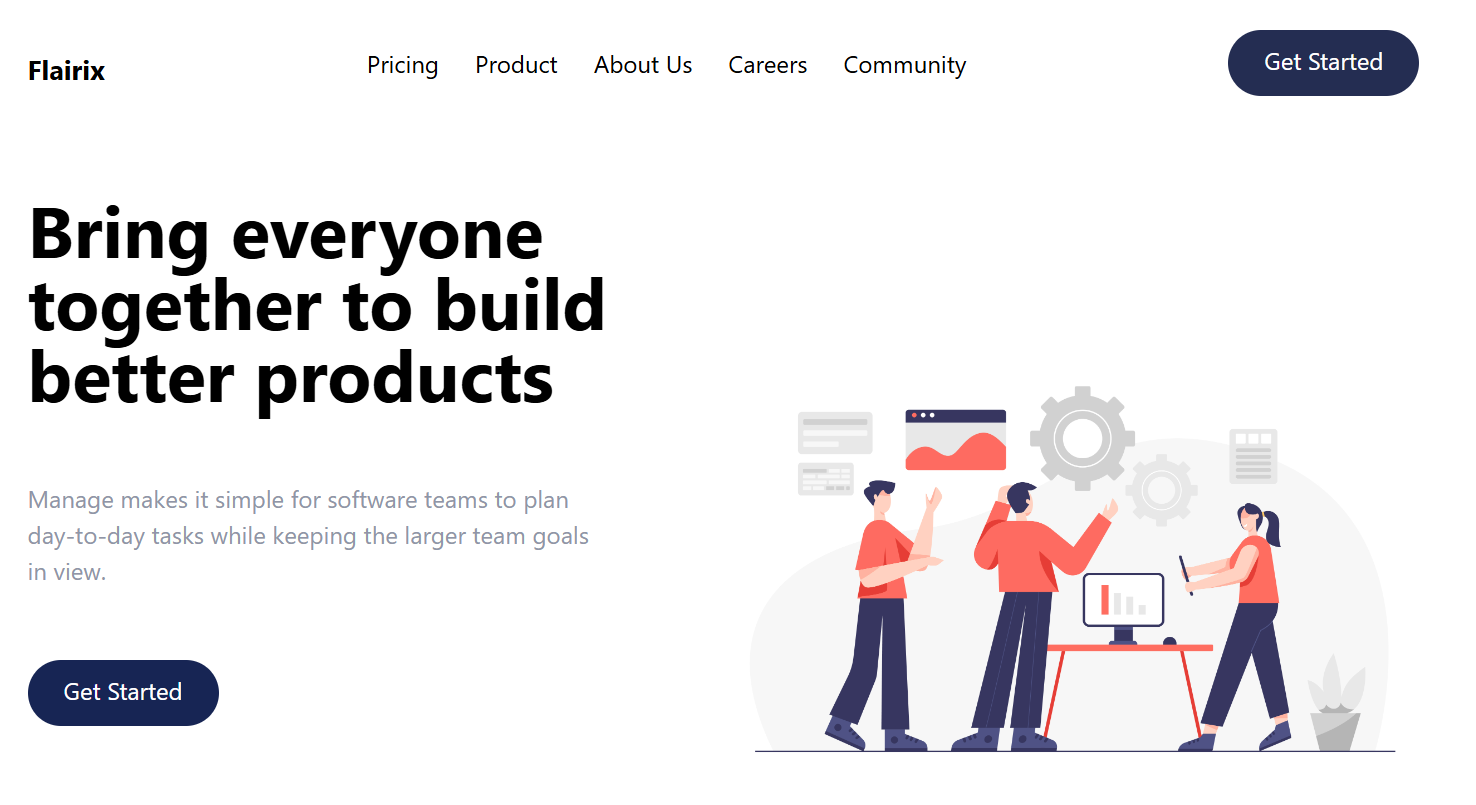 Flairix
Pricing Product About Us Careers Community
Get Started
Bring everyone
together to build
better products
Manage makes it simple for software teams to plan
day-to-day tasks while keeping the larger team goals
in view.
Get Started